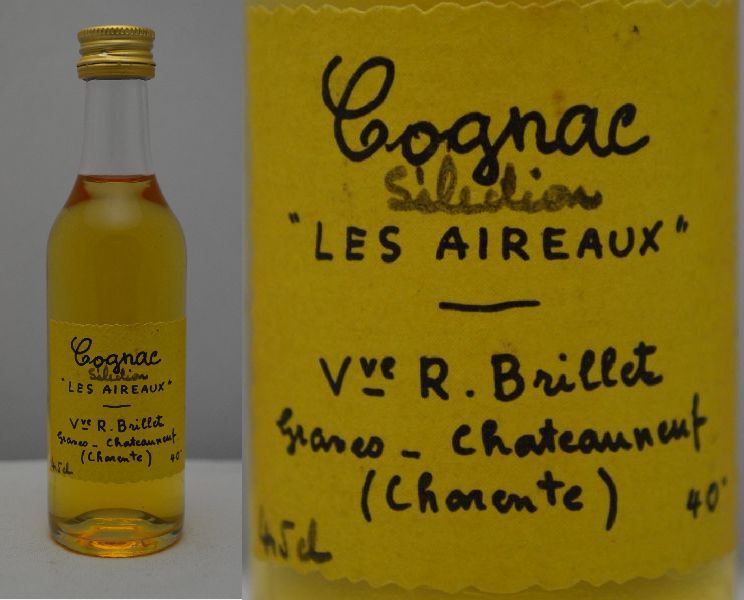 Cognac
Sélection
"LES AIREAUX"
Vve R. Brillet
Graves - Chateauneuf
(Charente) 40°
Cognac
Sélection
"LES AIREAUX"
Vve R. Brillet
Graves - Chateauneuf
(Charente)
40°